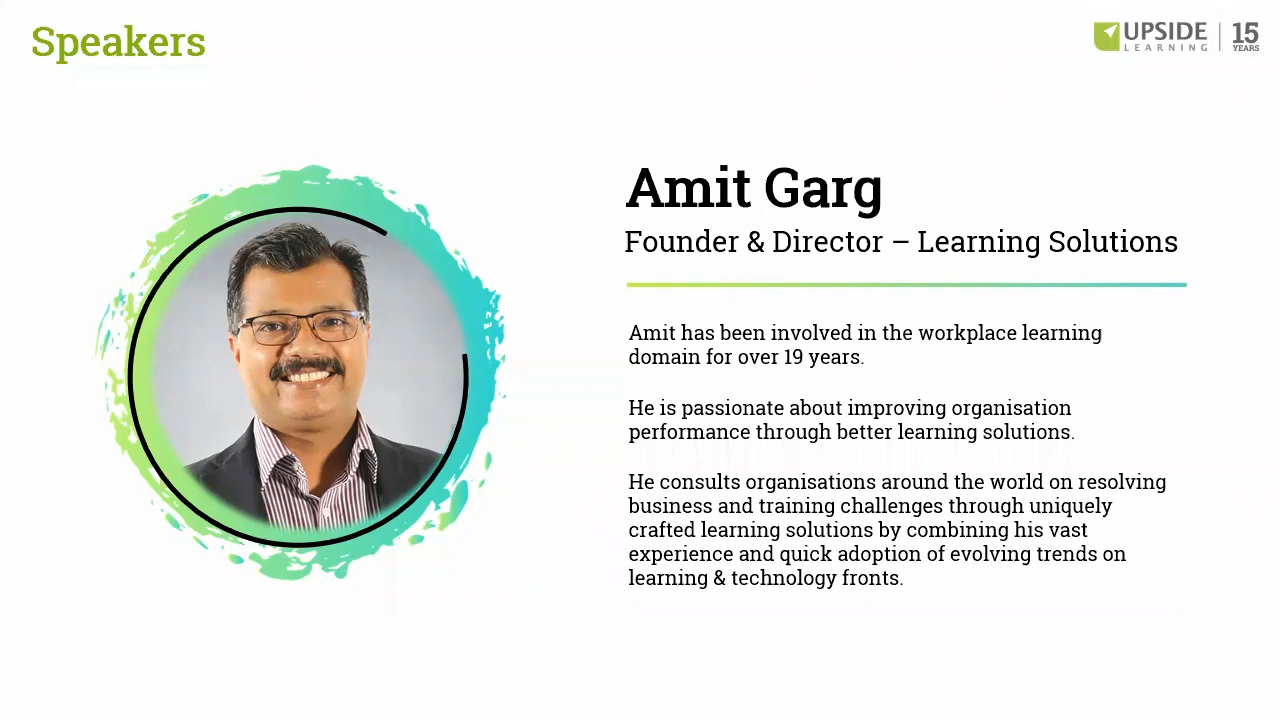 Speakers
UPSIDE
LEARNING
15
YEARS
Amit Garg
Founder & Director – Learning Solutions
Amit has been involved in the workplace learning
domain for over 19 years.
He is passionate about improving organisation
performance through better learning solutions.
He consults organisations around the world on resolving
business and training challenges through uniquely
crafted learning solutions by combining his vast
experience and quick adoption of evolving trends on
learning & technology fronts.